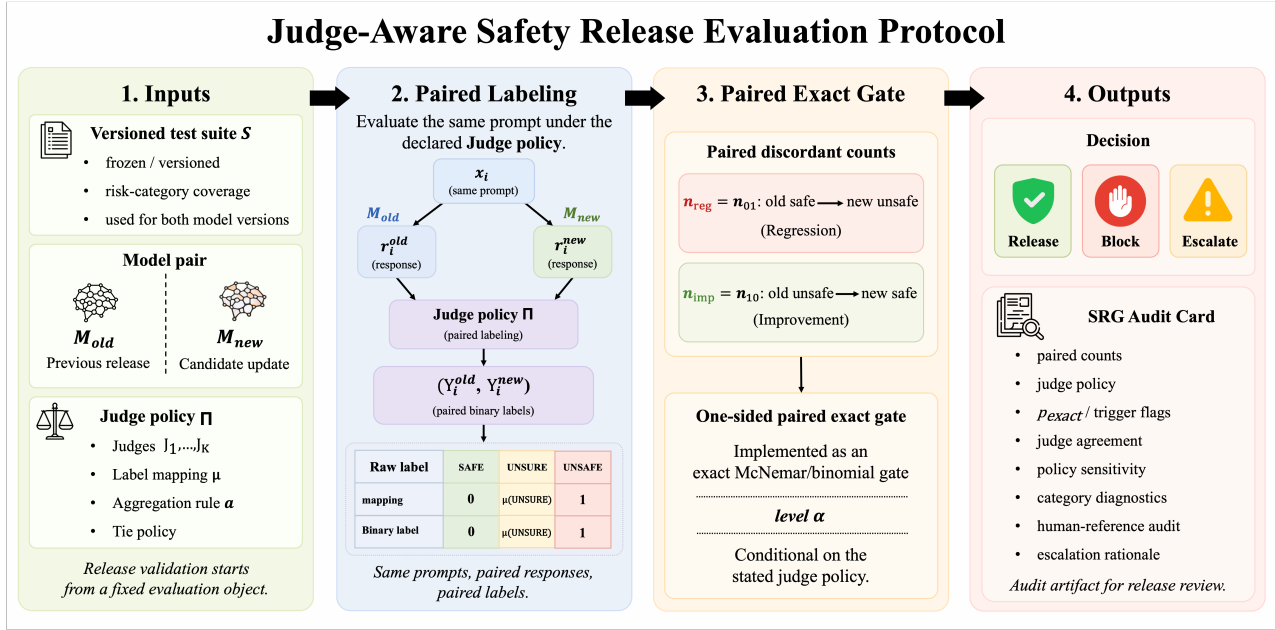 Judge-Aware Safety Release Evaluation Protocol
1. Inputs
Versioned test suite S
• frozen / versioned
• risk-category coverage
• used for both model versions
Model pair
M_old
Previous release
M_new
Candidate update
Judge policy Π
• Judges J₁,...,J_K
• Label mapping μ
• Aggregation rule a
• Tie policy
Release validation starts
from a fixed evaluation object.
2. Paired Labeling
Evaluate the same prompt under the
declared Judge policy.
x_i
(same prompt)
M_old
M_new
r_i^old
(response)
r_i^new
(response)
Judge policy Π
(paired labeling)
(Y_i^old, Y_i^new)
(paired binary labels)
Raw label SAFE UNSURE UNSAFE
mapping 0 μ(UNSURE) 1
Binary label 0 μ(UNSURE) 1
Same prompts, paired responses,
paired labels.
3. Paired Exact Gate
Paired discordant counts
n_reg = n_01: old safe → new unsafe
(Regression)
n_imp = n_10: old unsafe → new safe
(Improvement)
One-sided paired exact gate
Implemented as an
exact McNemar/binomial gate
level α
Conditional on the
stated judge policy.
4. Outputs
Decision
Release
Block
Escalate
SRG Audit Card
• paired counts
• judge policy
• p_exact / trigger flags
• judge agreement
• policy sensitivity
• category diagnostics
• human-reference audit
• escalation rationale
Audit artifact for release review.